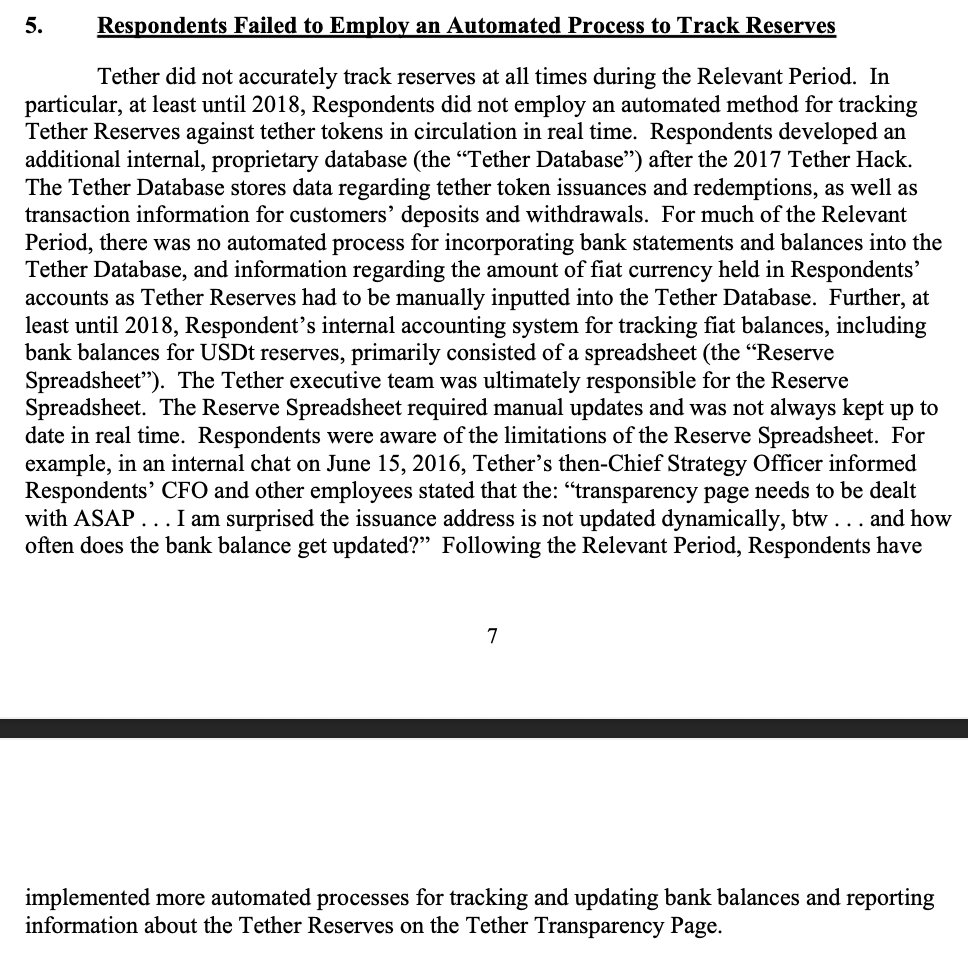 5. Respondents Failed to Employ an Automated Process to Track Reserves
Tether did not accurately track reserves at all times during the Relevant Period. In
particular, at least until 2018, Respondents did not employ an automated method for tracking
Tether Reserves against tether tokens in circulation in real time. Respondents developed an
additional internal, proprietary database (the “Tether Database”) after the 2017 Tether Hack.
The Tether Database stores data regarding tether token issuances and redemptions, as well as
transaction information for customers’ deposits and withdrawals. For much of the Relevant
Period, there was no automated process for incorporating bank statements and balances into the
Tether Database, and information regarding the amount of fiat currency held in Respondents’
accounts as Tether Reserves had to be manually inputted into the Tether Database. Further, at
least until 2018, Respondent’s internal accounting system for tracking fiat balances, including
bank balances for USDt reserves, primarily consisted of a spreadsheet (the “Reserve
Spreadsheet”). The Tether executive team was ultimately responsible for the Reserve
Spreadsheet. The Reserve Spreadsheet required manual updates and was not always kept up to
date in real time. Respondents were aware of the limitations of the Reserve Spreadsheet. For
example, in an internal chat on June 15, 2016, Tether’s then-Chief Strategy Officer informed
Respondents’ CFO and other employees stated that the: “transparency page needs to be dealt
with ASAP . . . I am surprised the issuance address is not updated dynamically, btw . . . and how
often does the bank balance get updated?” Following the Relevant Period, Respondents have
7
implemented more automated processes for tracking and updating bank balances and reporting
information about the Tether Reserves on the Tether Transparency Page.